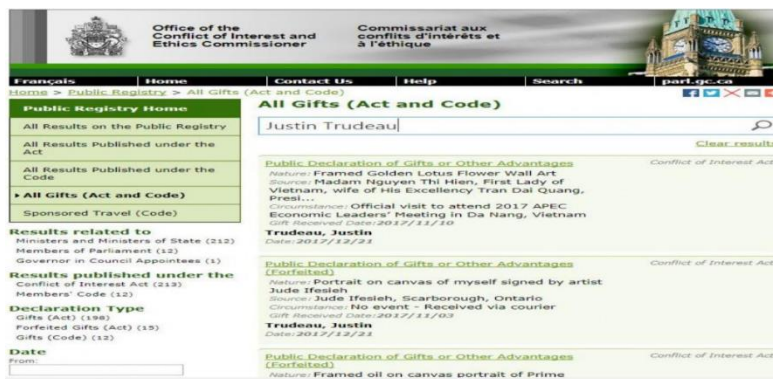 Office of the
Conflict of Interest and
Ethics Commissioner
Commissariat aux
conflits d'intérêts et
à l'éthique
Français Home Contact Us Help Search parl.gc.ca
Home > Public Registry > All Gifts (Act and Code)
Public Registry Home
All Results on the Public Registry
All Results Published under the
Act
All Results Published under the
Code
All Gifts (Act and Code)
Sponsored Travel (Code)
Results related to
Ministers and Ministers of State (212)
Members of Parliament (12)
Governor in Council Appointees (1)
Results published under the
Conflict of Interest Act (213)
Members' Code (12)
Declaration Type
Gifts (Act) (198)
Forfeited Gifts (Act) (15)
Gifts (Code) (12)
Date
From:
All Gifts (Act and Code)
Justin Trudeau
Clear results
Public Declaration of Gifts or Other Advantages Conflict of Interest Act
Nature: Framed Golden Lotus Flower Wall Art
Source: Madam Nguyen Thi Hien, First Lady of
Vietnam, wife of His Excellency Tran Dai Quang,
Presi...
Circumstance: Official visit to attend 2017 APEC
Economic Leaders' Meeting in Da Nang, Vietnam
Gift Received Date: 2017/11/10
Trudeau, Justin
Date: 2017/12/21
Public Declaration of Gifts or Other Advantages Conflict of Interest Act
(Forfeited)
Nature: Portrait on canvas of myself signed by artist
Jude Ifesieh
Source: Jude Ifesieh, Scarborough, Ontario
Circumstance: No event - Received via courier
Gift Received Date: 2017/11/03
Trudeau, Justin
Date: 2017/12/21
Public Declaration of Gifts or Other Advantages Conflict of Interest Act
(Forfeited)
Nature: Framed oil on canvas portrait of Prime